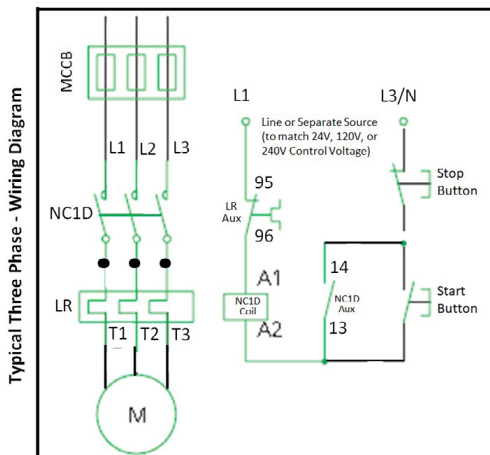 Typical Three Phase - Wiring Diagram
MCCB
L1 L2 L3
NC1D
LR
T1 T2 T3
M
L1
L3/N
Line or Separate Source
(to match 24V, 120V, or
240V Control Voltage)
Stop
Button
95
LR
Aux
96
A1
NC1D
Coil
A2
14
NC1D
Aux
13
Start
Button